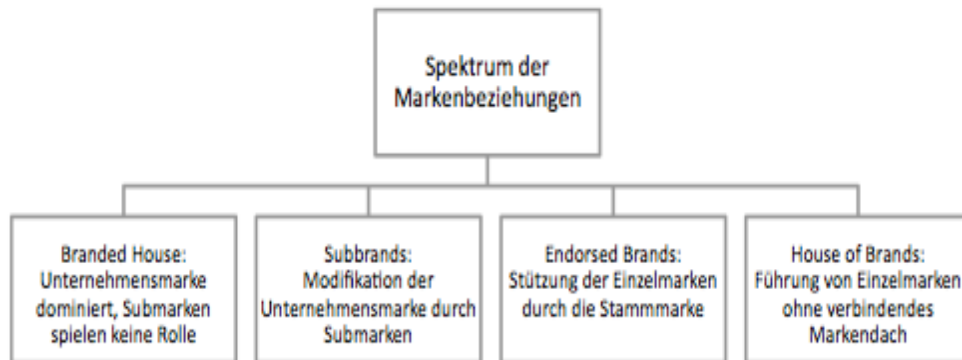 Spektrum der
Markenbeziehungen
Branded House:
Unternehmensmarke
dominiert, Submarken
spielen keine Rolle
Subbrands:
Modifikation der
Unternehmensmarke durch
Submarken
Endorsed Brands:
Stützung der Einzelmarken
durch die Stammmarke
House of Brands:
Führung von Einzelmarken
ohne verbindendes
Markendach